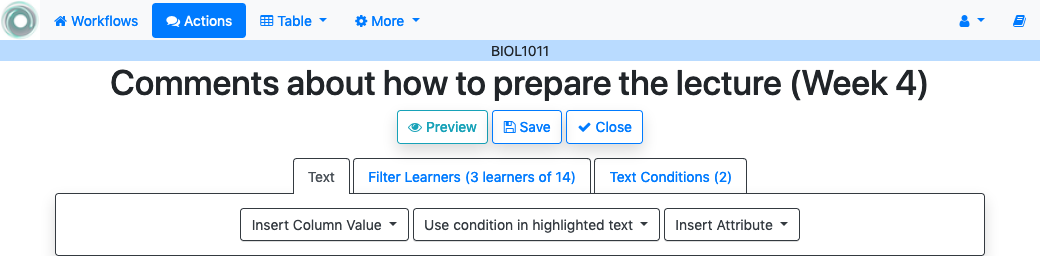 Workflows Actions Table More
BIOL1011
Comments about how to prepare the lecture (Week 4)
Preview Save Close
Text Filter Learners (3 learners of 14) Text Conditions (2)
Insert Column Value Use condition in highlighted text Insert Attribute